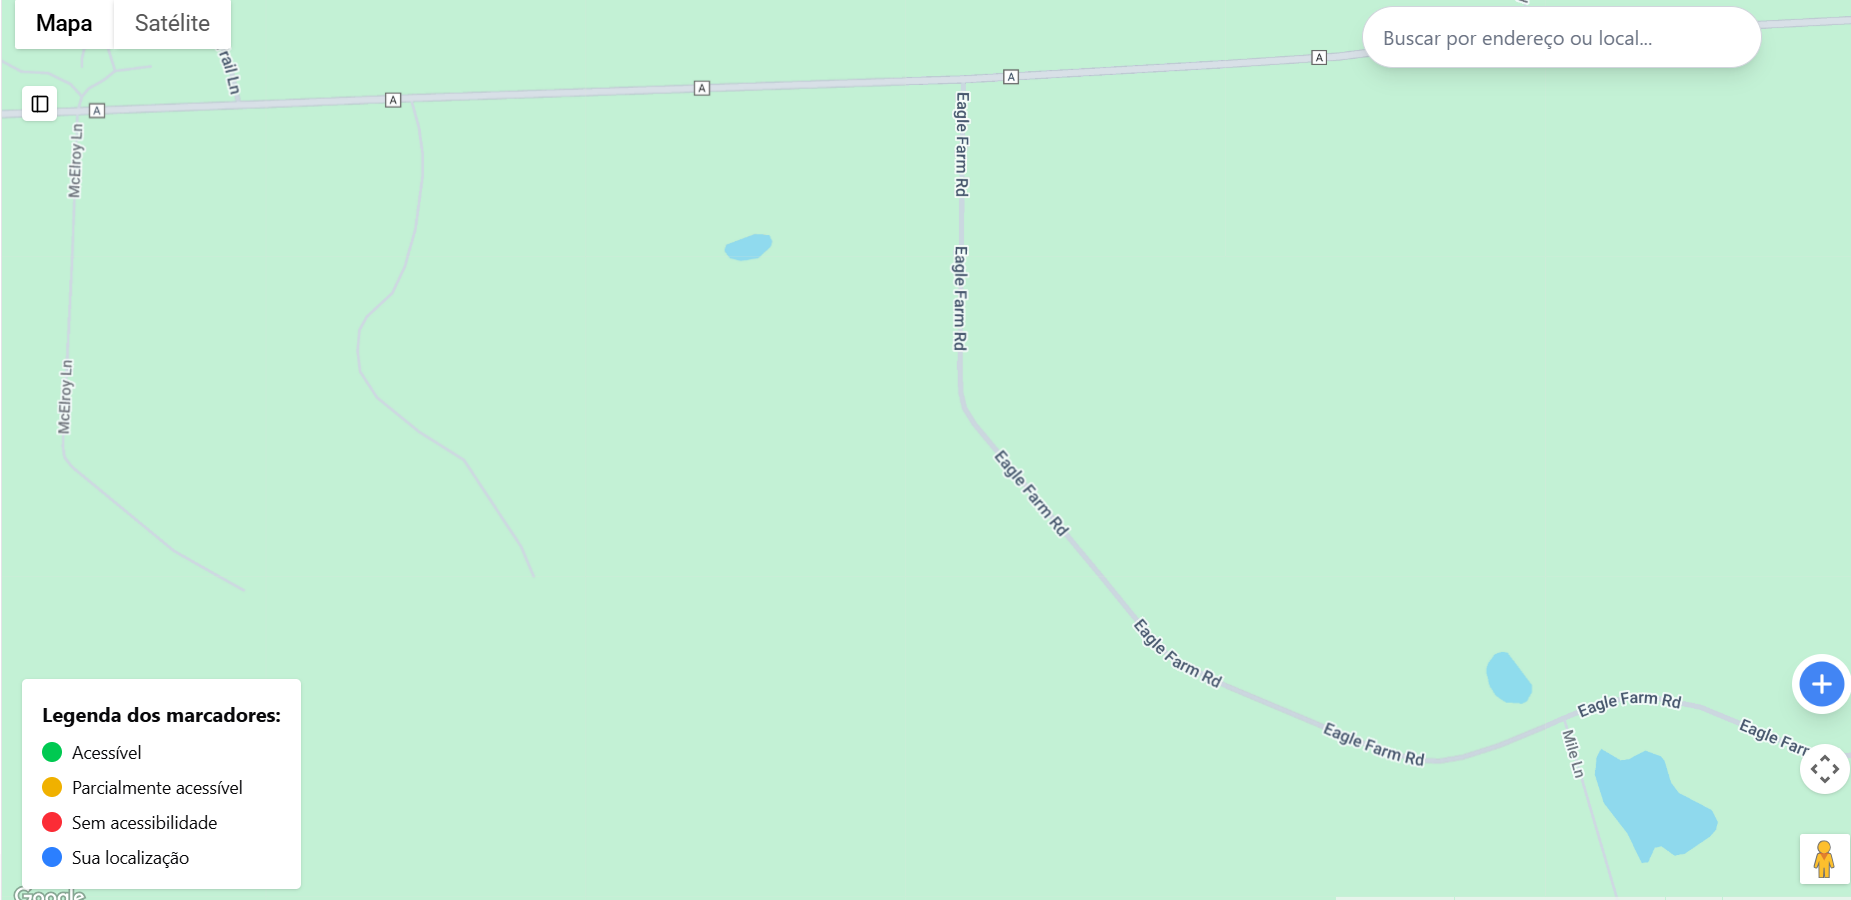 Mapa
Satélite
Buscar por endereço ou local...
rail Ln
A
A
A
A
A
McElroy Ln
McElroy Ln
Eagle Farm Rd
Eagle Farm Rd
Eagle Farm Rd
Eagle Farm Rd
Eagle Farm Rd
Eagle Farm Rd
Eagle Farr
Mile Ln
Legenda dos marcadores:
Acessível
Parcialmente acessível
Sem acessibilidade
Sua localização
Google